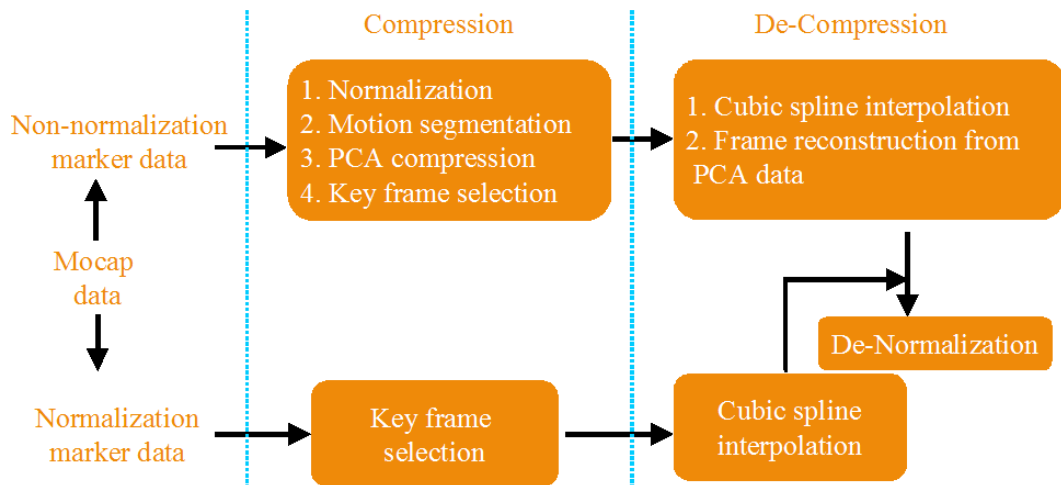 Compression
De-Compression
Non-normalization
marker data
1. Normalization
2. Motion segmentation
3. PCA compression
4. Key frame selection
1. Cubic spline interpolation
2. Frame reconstruction from
PCA data
Mocap
data
De-Normalization
Normalization
marker data
Key frame
selection
Cubic spline
interpolation